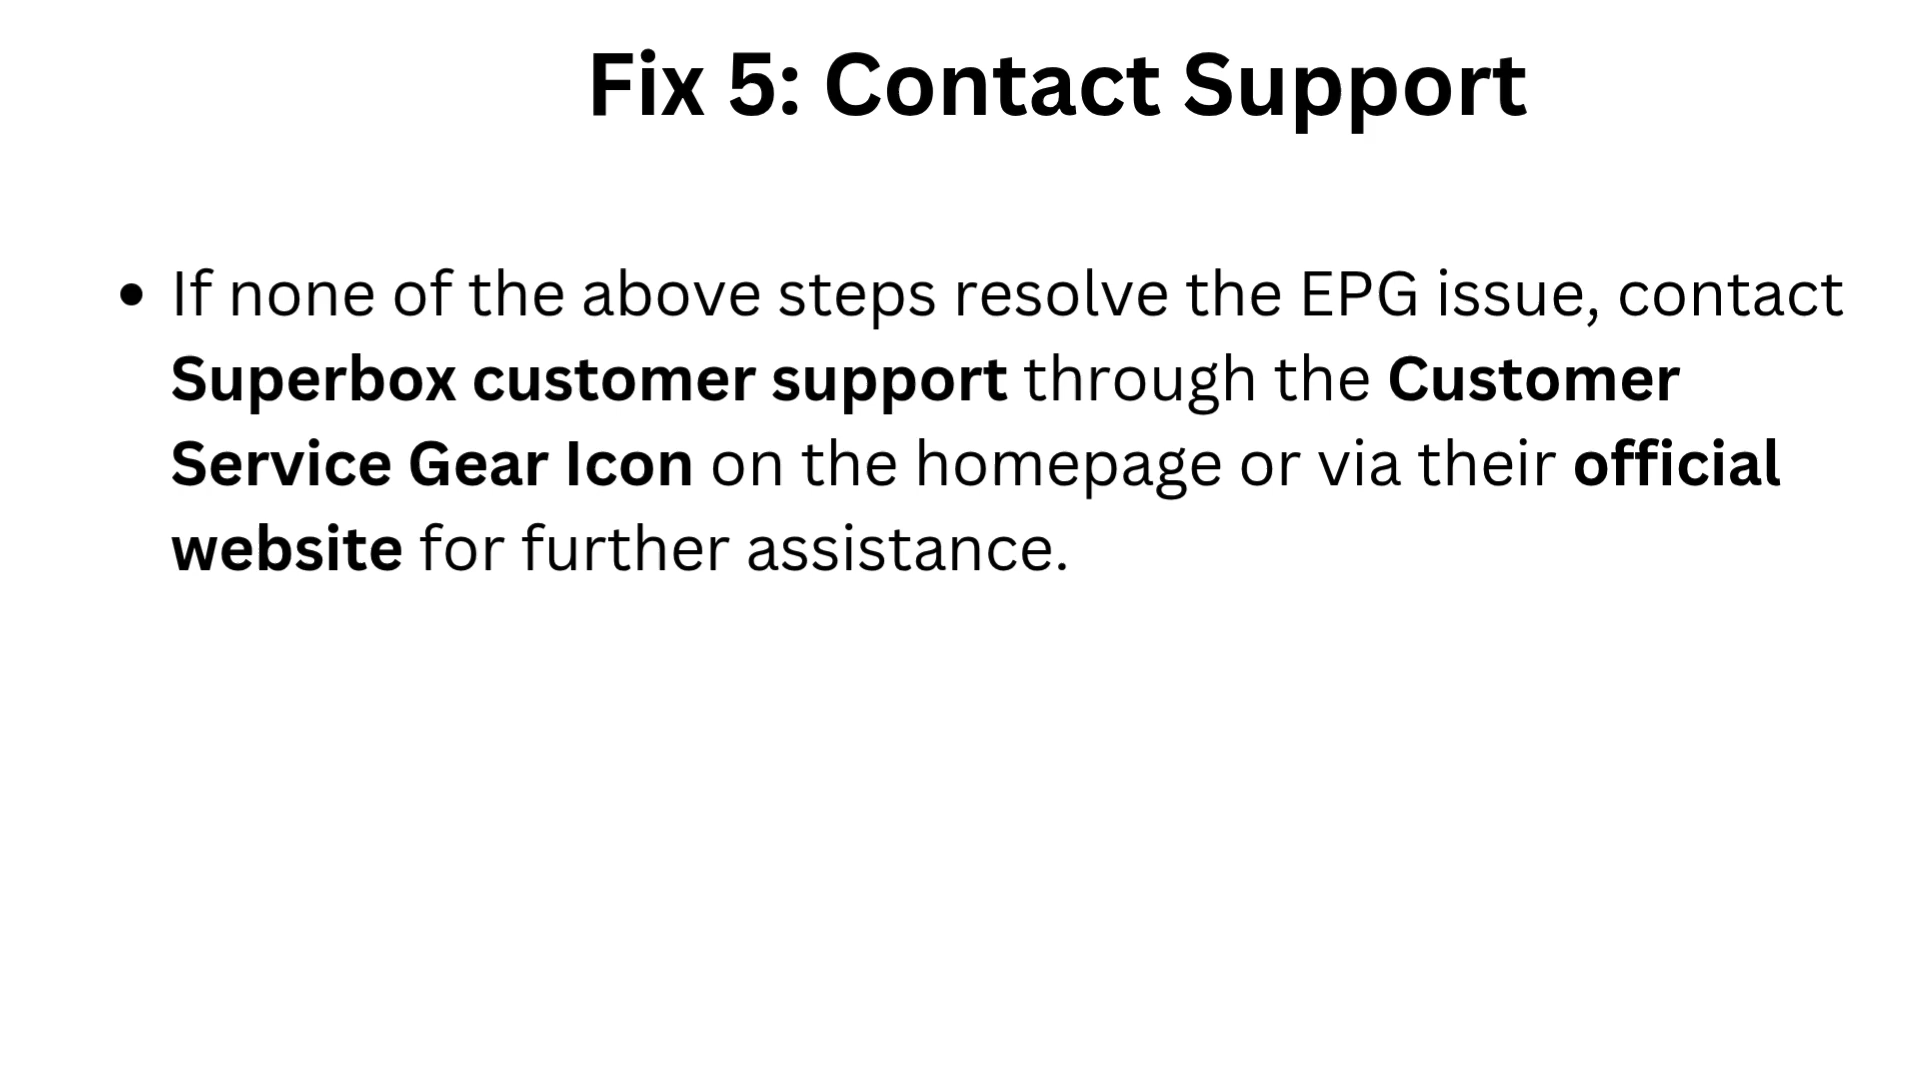 Fix 5: Contact Support
• If none of the above steps resolve the EPG issue, contact
Superbox customer support through the Customer
Service Gear Icon on the homepage or via their official
website for further assistance.